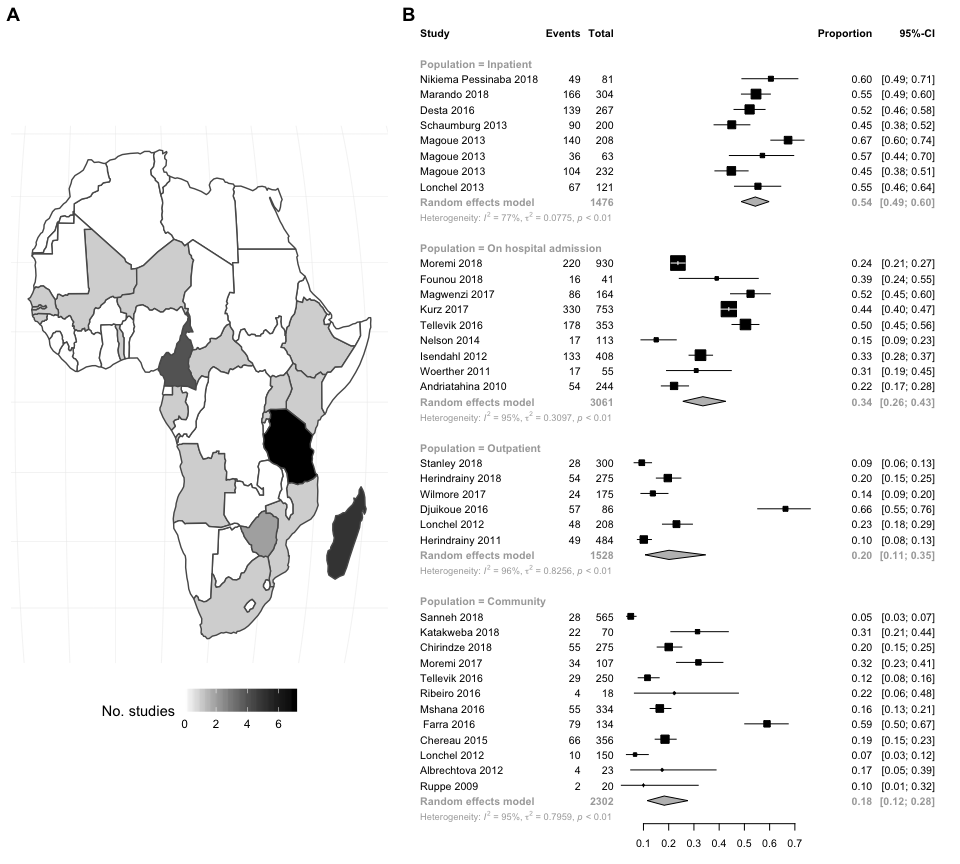 A
B
Study Events Total Proportion 95%-CI
Population = Inpatient
Nikiema Pessinaba 2018 49 81 0.60 [0.49; 0.71]
Marando 2018 166 304 0.55 [0.49; 0.60]
Desta 2016 139 267 0.52 [0.46; 0.58]
Schaumburg 2013 90 200 0.45 [0.38; 0.52]
Magoue 2013 140 208 0.67 [0.60; 0.74]
Magoue 2013 36 63 0.57 [0.44; 0.70]
Magoue 2013 104 232 0.45 [0.38; 0.51]
Lonchel 2013 67 121 0.55 [0.46; 0.64]
Random effects model 1476 0.54 [0.49; 0.60]
Heterogeneity: I² = 77%, τ² = 0.0775, p < 0.01
Population = On hospital admission
Moremi 2018 220 930 0.24 [0.21; 0.27]
Founou 2018 16 41 0.39 [0.24; 0.55]
Magwenzi 2017 86 164 0.52 [0.45; 0.60]
Kurz 2017 330 753 0.44 [0.40; 0.47]
Tellevik 2016 178 353 0.50 [0.45; 0.56]
Nelson 2014 17 113 0.15 [0.09; 0.23]
Isendahl 2012 133 408 0.33 [0.28; 0.37]
Woerther 2011 17 55 0.31 [0.19; 0.45]
Andriatahina 2010 54 244 0.22 [0.17; 0.28]
Random effects model 3061 0.34 [0.26; 0.43]
Heterogeneity: I² = 95%, τ² = 0.3097, p < 0.01
Population = Outpatient
Stanley 2018 28 300 0.09 [0.06; 0.13]
Herindrainy 2018 54 275 0.20 [0.15; 0.25]
Wilmore 2017 24 175 0.14 [0.09; 0.20]
Djuikoue 2016 57 86 0.66 [0.55; 0.76]
Lonchel 2012 48 208 0.23 [0.18; 0.29]
Herindrainy 2011 49 484 0.10 [0.08; 0.13]
Random effects model 1528 0.20 [0.11; 0.35]
Heterogeneity: I² = 96%, τ² = 0.8256, p < 0.01
Population = Community
Sanneh 2018 28 565 0.05 [0.03; 0.07]
Katakweba 2018 22 70 0.31 [0.21; 0.44]
Chirindze 2018 55 275 0.20 [0.15; 0.25]
Moremi 2017 34 107 0.32 [0.23; 0.41]
Tellevik 2016 29 250 0.12 [0.08; 0.16]
Ribeiro 2016 4 18 0.22 [0.06; 0.48]
Mshana 2016 55 334 0.16 [0.13; 0.21]
Farra 2016 79 134 0.59 [0.50; 0.67]
Chereau 2015 66 356 0.19 [0.15; 0.23]
Lonchel 2012 10 150 0.07 [0.03; 0.12]
Albrechtova 2012 4 23 0.17 [0.05; 0.39]
Ruppe 2009 2 20 0.10 [0.01; 0.32]
Random effects model 2302 0.18 [0.12; 0.28]
Heterogeneity: I² = 95%, τ² = 0.7959, p < 0.01
0.1 0.2 0.3 0.4 0.5 0.6 0.7
No. studies
0 2 4 6